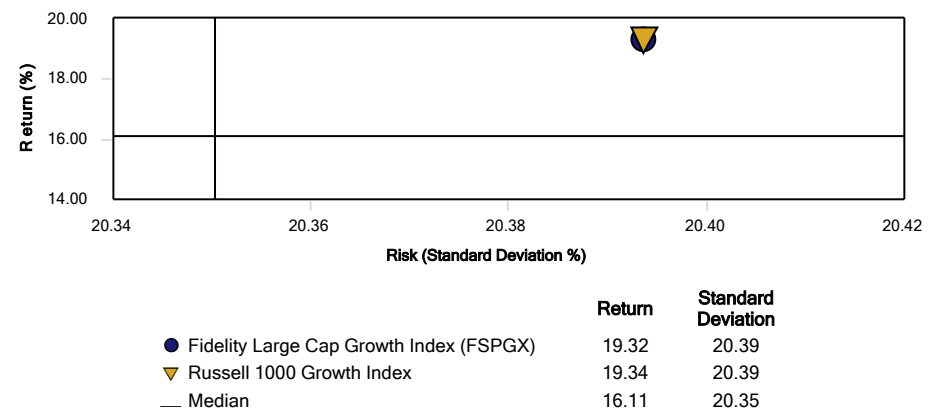 20.00
18.00
16.00
14.00
Return (%)
20.34 20.36 20.38 20.40 20.42
Risk (Standard Deviation %)
Return Standard Deviation
Fidelity Large Cap Growth Index (FSPGX) 19.32 20.39
Russell 1000 Growth Index 19.34 20.39
Median 16.11 20.35